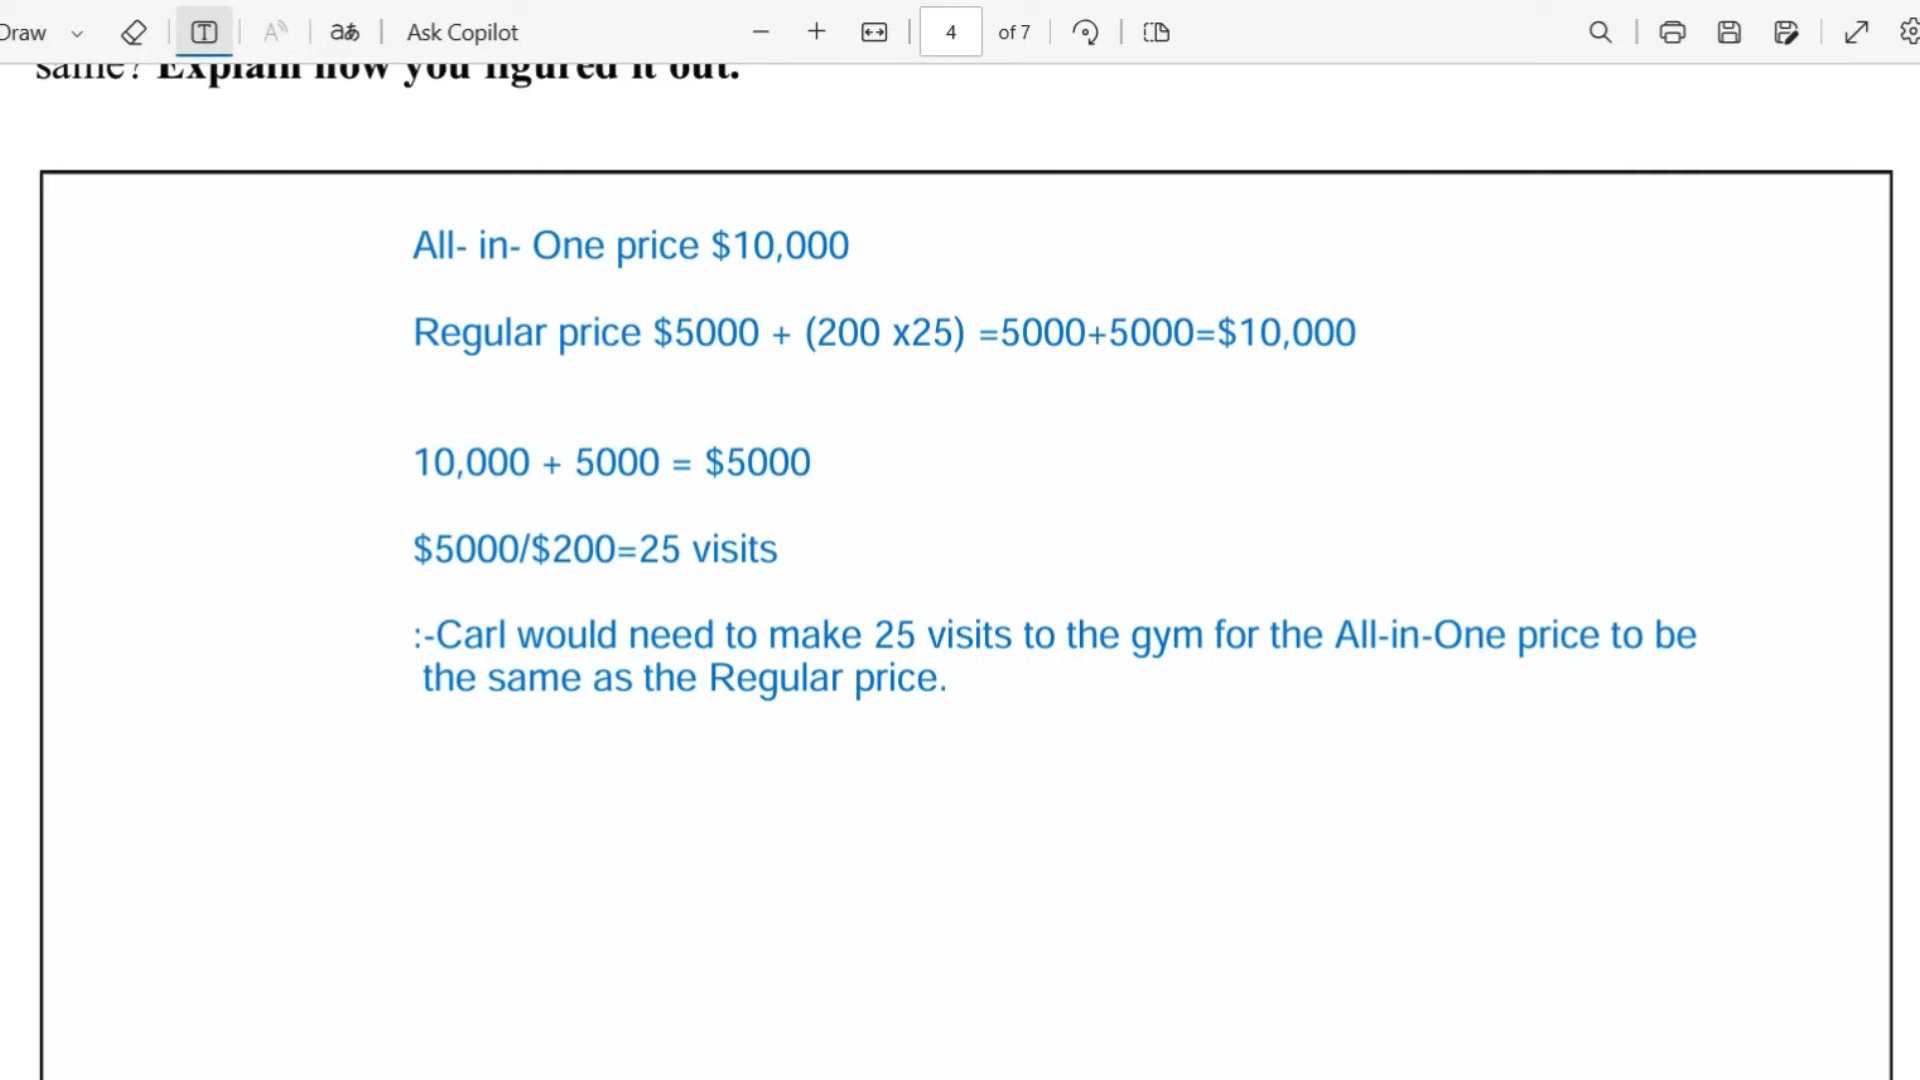 Draw
Ask Copilot
4 of 7
same? Explain how you figured it out.
All- in- One price $10,000
Regular price $5000 + (200 x25) =5000+5000=$10,000
10,000 + 5000 = $5000
$5000/$200=25 visits
:-Carl would need to make 25 visits to the gym for the All-in-One price to be
the same as the Regular price.